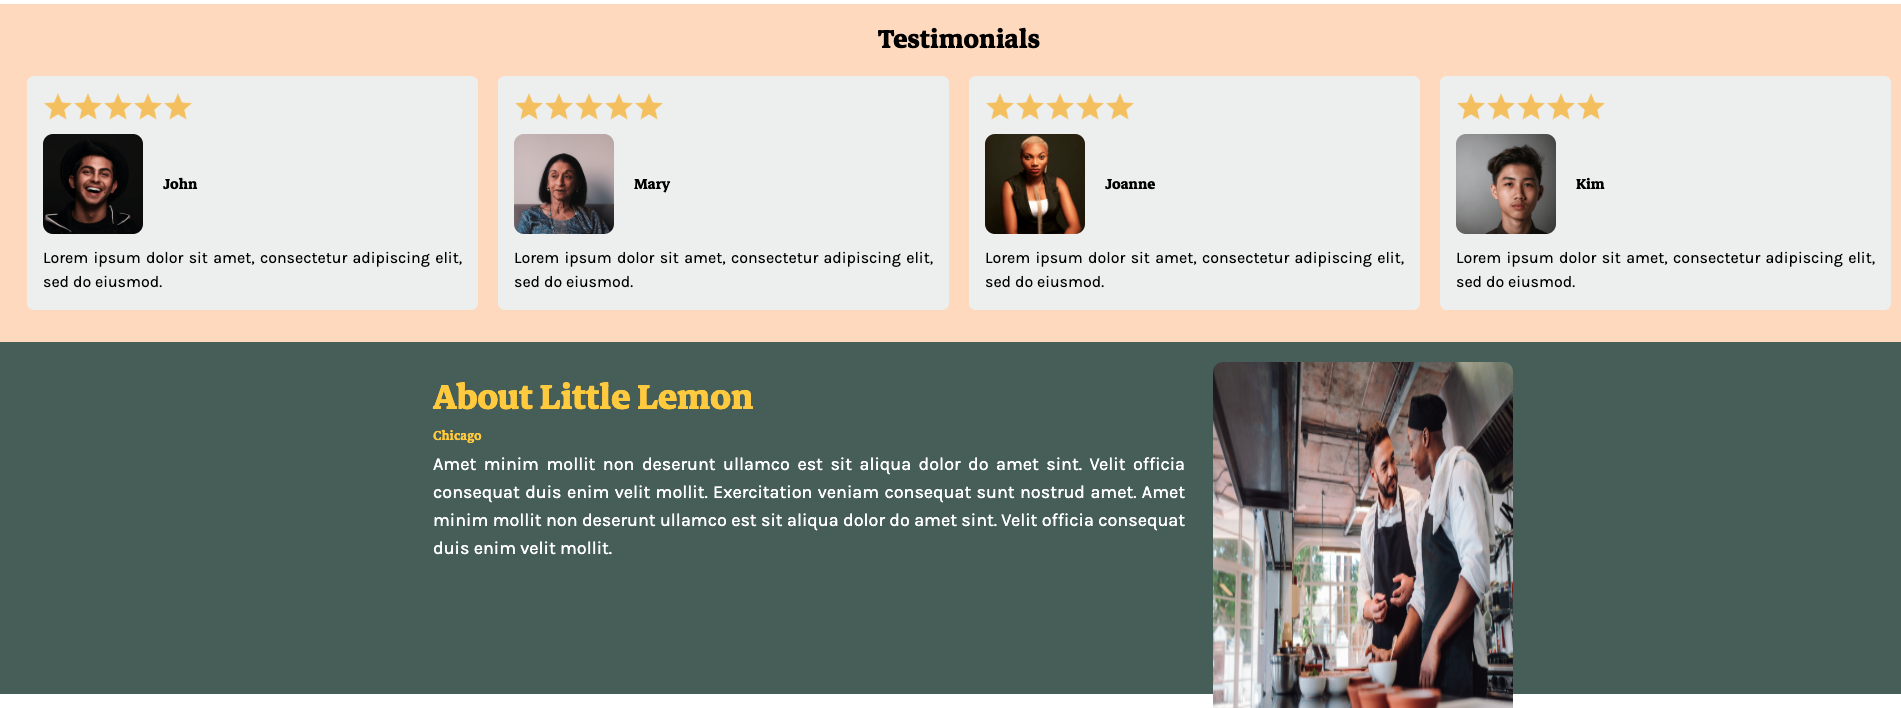 Testimonials
John
Lorem ipsum dolor sit amet, consectetur adipiscing elit,
sed do eiusmod.
Mary
Lorem ipsum dolor sit amet, consectetur adipiscing elit,
sed do eiusmod.
Joanne
Lorem ipsum dolor sit amet, consectetur adipiscing elit,
sed do eiusmod.
Kim
Lorem ipsum dolor sit amet, consectetur adipiscing elit,
sed do eiusmod.
About Little Lemon
Chicago
Amet minim mollit non deserunt ullamco est sit aliqua dolor do amet sint. Velit officia
consequat duis enim velit mollit. Exercitation veniam consequat sunt nostrud amet. Amet
minim mollit non deserunt ullamco est sit aliqua dolor do amet sint. Velit officia consequat
duis enim velit mollit.